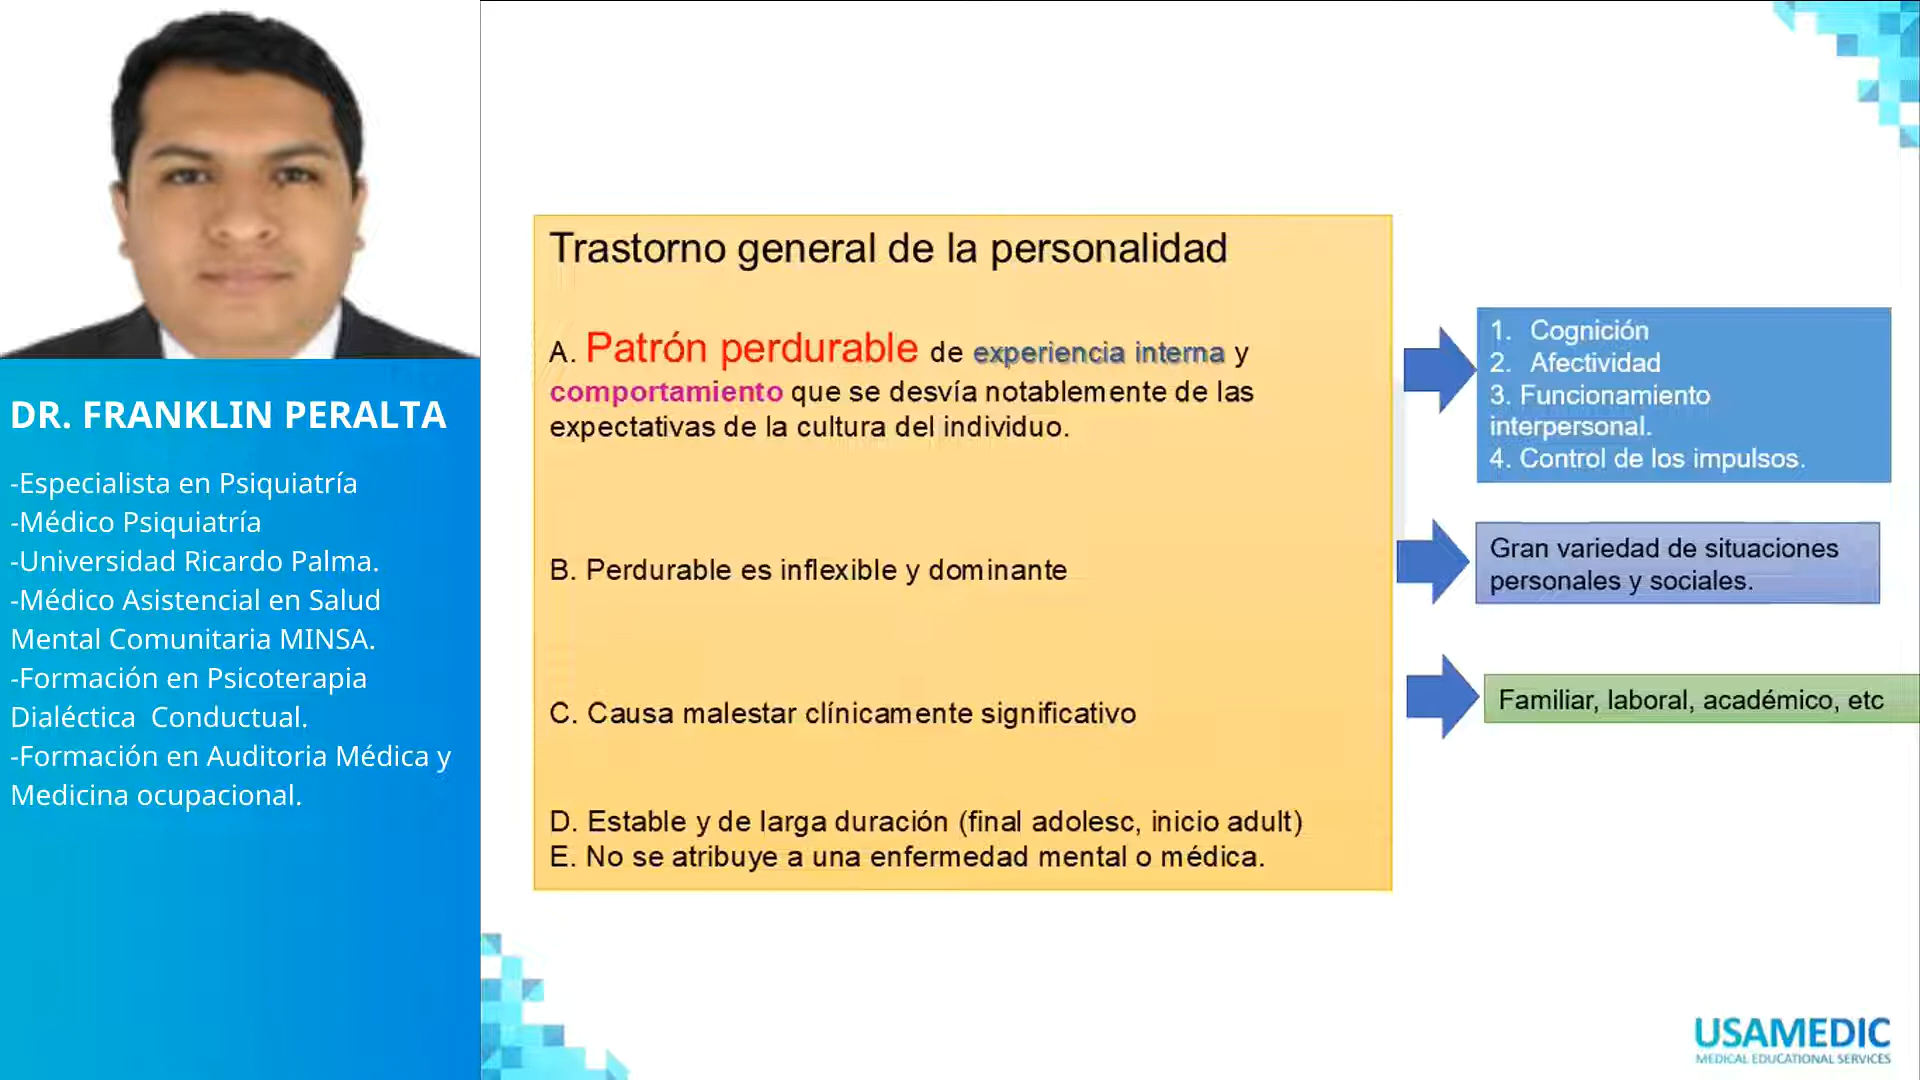 DR. FRANKLIN PERALTA
-Especialista en Psiquiatría
-Médico Psiquiatría
-Universidad Ricardo Palma.
-Médico Asistencial en Salud
Mental Comunitaria MINSA.
-Formación en Psicoterapia
Dialéctica  Conductual.
-Formación en Auditoria Médica y
Medicina ocupacional.
Trastorno general de la personalidad
A. Patrón perdurable de experiencia interna y
comportamiento que se desvía notablemente de las
expectativas de la cultura del individuo.
B. Perdurable es inflexible y dominante
C. Causa malestar clínicamente significativo
D. Estable y de larga duración (final adolesc, inicio adult)
E. No se atribuye a una enfermedad mental o médica.
1. Cognición
2. Afectividad
3. Funcionamiento
interpersonal.
4. Control de los impulsos.
Gran variedad de situaciones
personales y sociales.
Familiar, laboral, académico, etc
USAMEDIC
MEDICAL EDUCATIONAL SERVICES